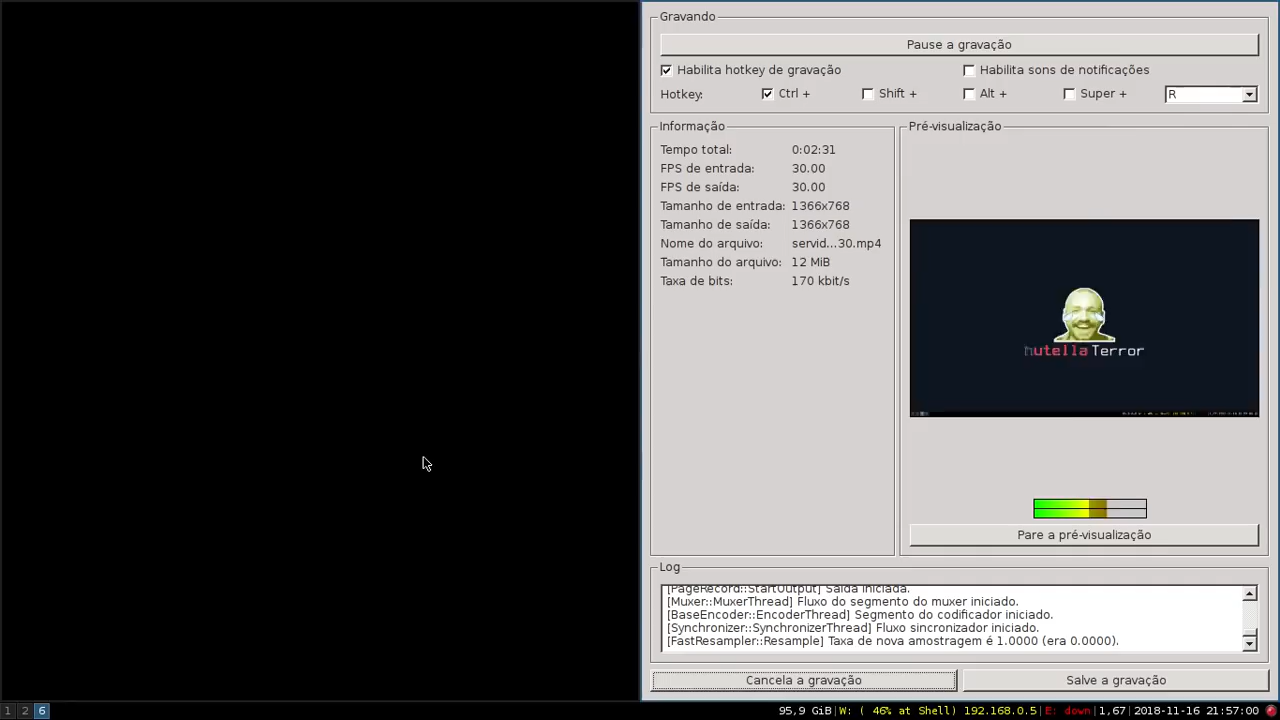 Gravando
Pause a gravação
Habilita hotkey de gravação
Habilita sons de notificações
Hotkey: Ctrl + Shift + Alt + Super + R
Informação
Tempo total: 0:02:31
FPS de entrada: 30.00
FPS de saída: 30.00
Tamanho de entrada: 1366x768
Tamanho de saída: 1366x768
Nome do arquivo: servid...30.mp4
Tamanho do arquivo: 12 MiB
Taxa de bits: 170 kbit/s
Pré-visualização
nutella Terror
Pare a pré-visualização
Log
[PageRecord::StartOutput] Saída iniciada.
[Muxer::MuxerThread] Fluxo do segmento do muxer iniciado.
[BaseEncoder::EncoderThread] Segmento do codificador iniciado.
[Synchronizer::SynchronizerThread] Fluxo sincronizador iniciado.
[FastResampler::Resample] Taxa de nova amostragem é 1.0000 (era 0.0000).
Cancela a gravação
Salve a gravação
1 2 6
95,9 GiB|W: ( 46% at Shell) 192.168.0.5|E: down|1,67|2018-11-16 21:57:00